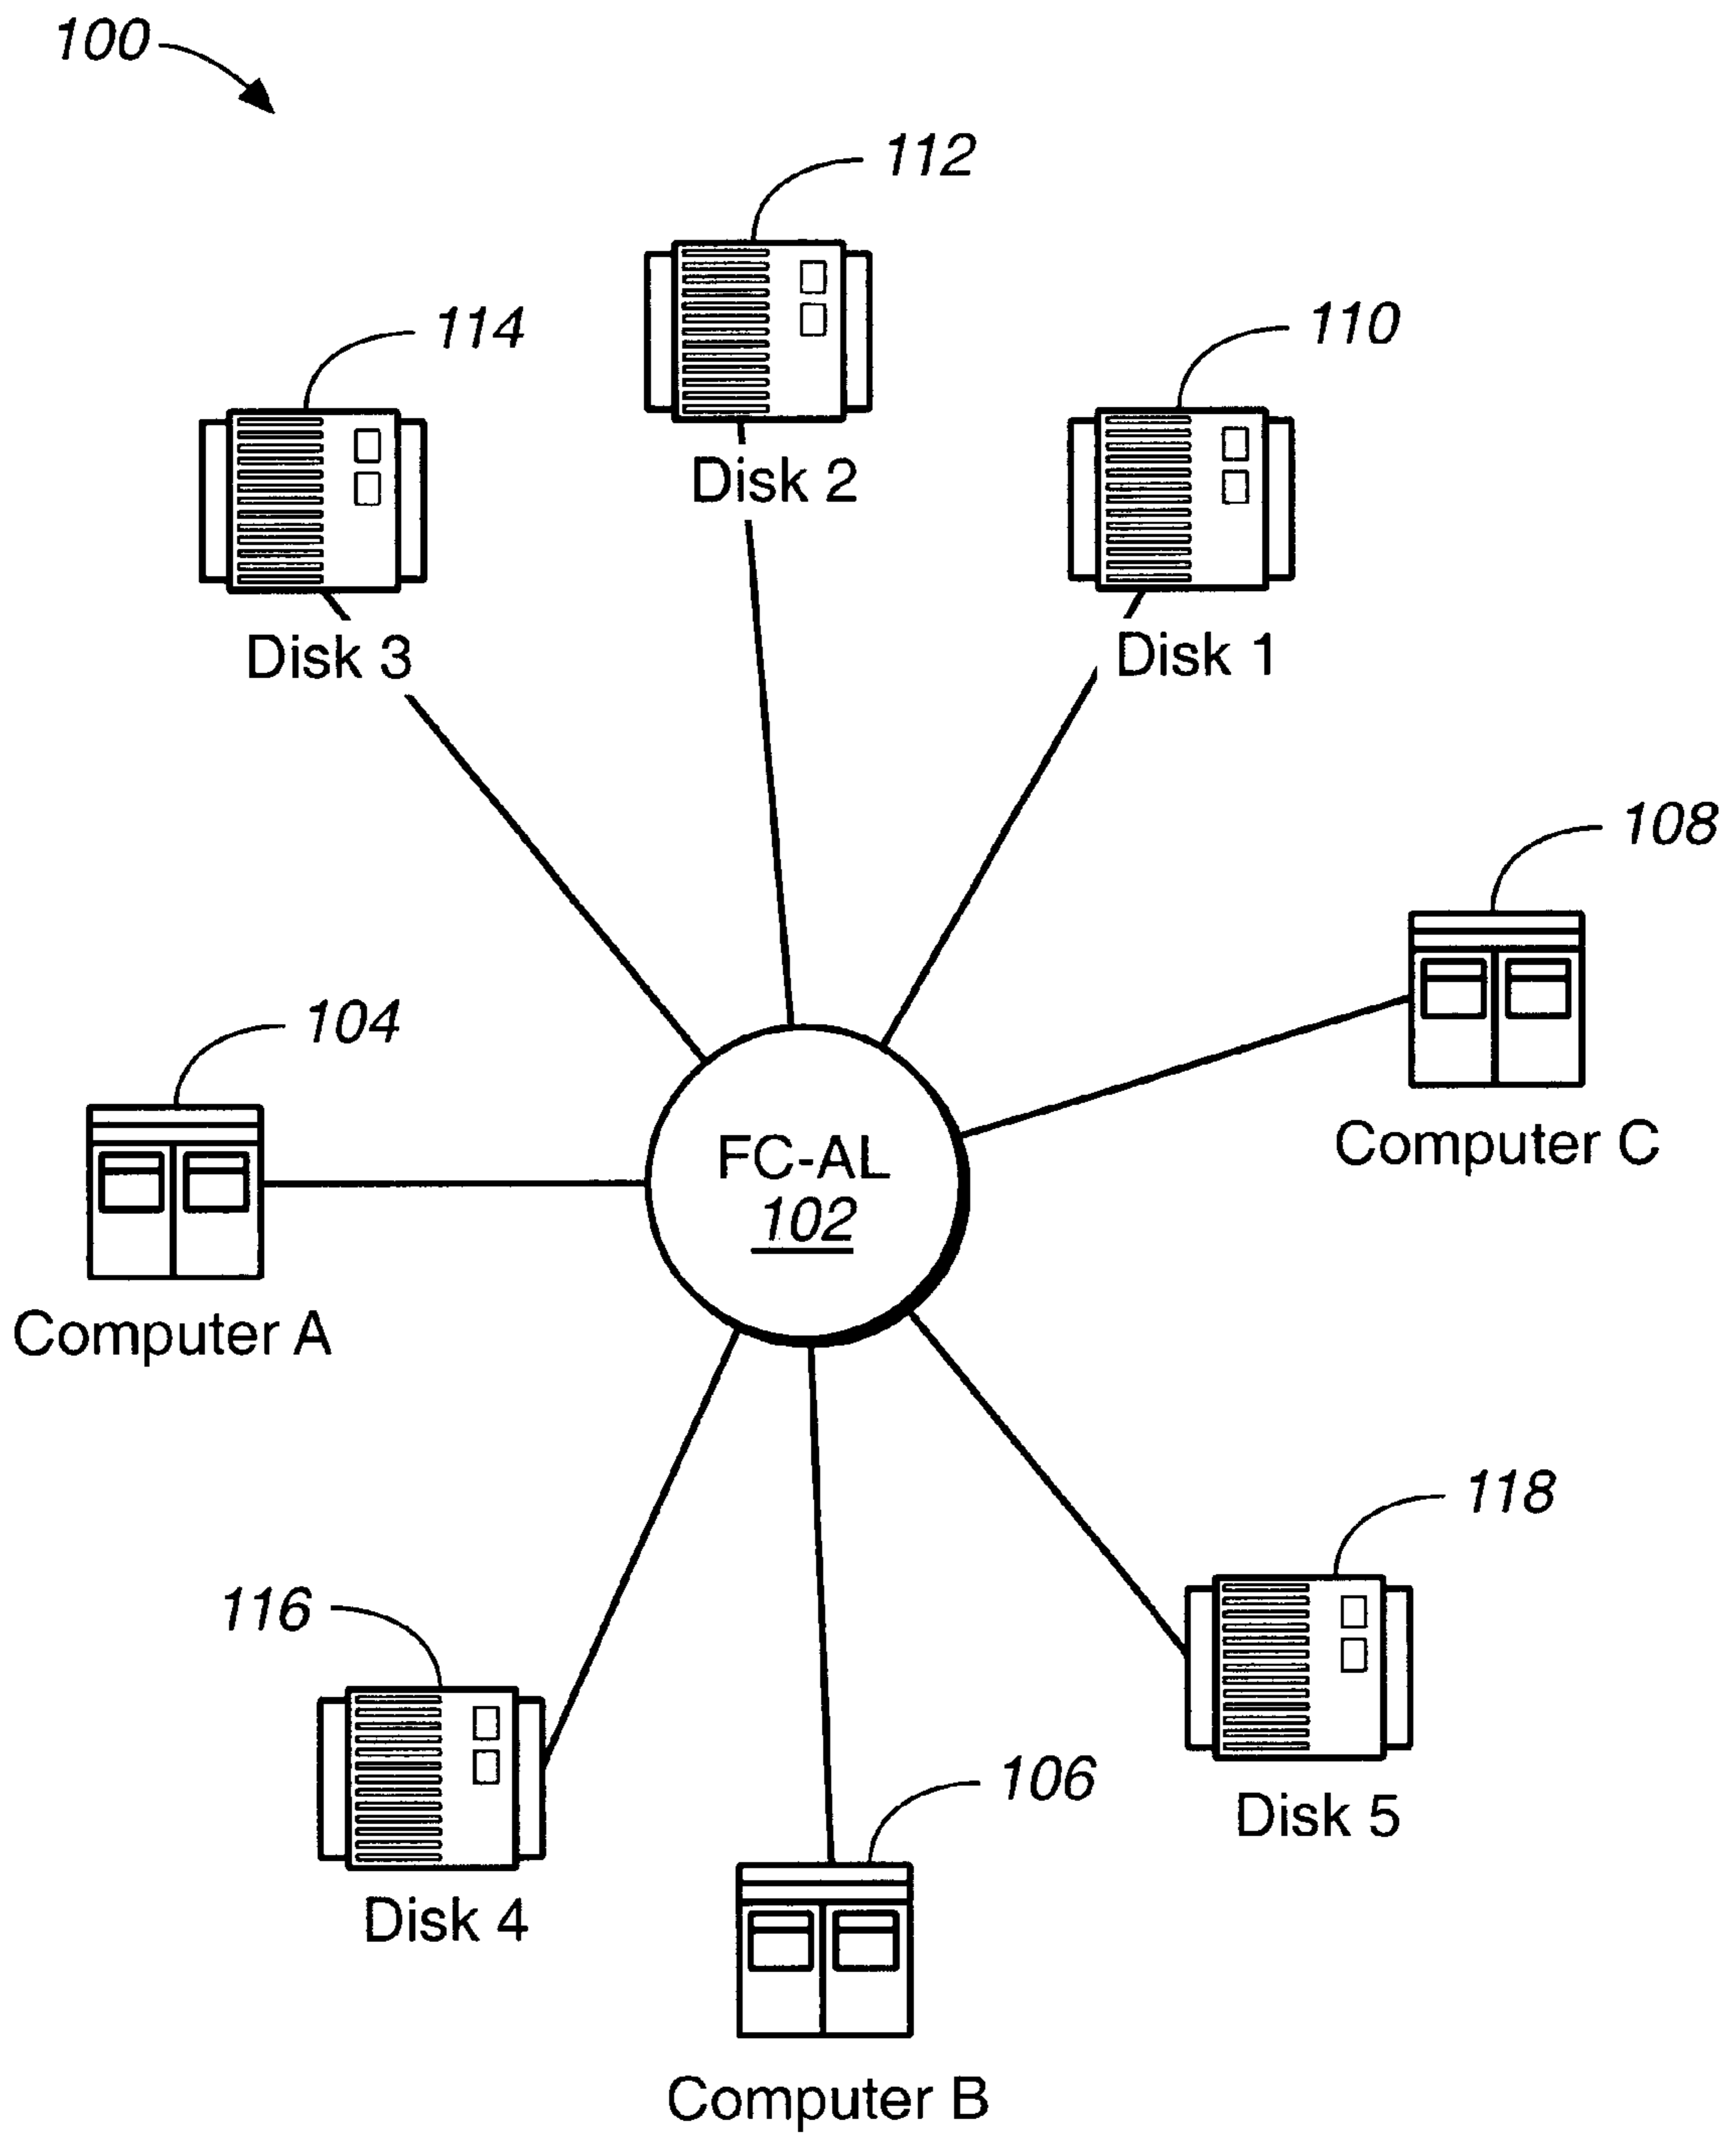 100
112
114
110
Disk 2
Disk 3
Disk 1
108
104
Computer C
FC-AL
102
Computer A
118
116
106
Disk 5
Disk 4
Computer B